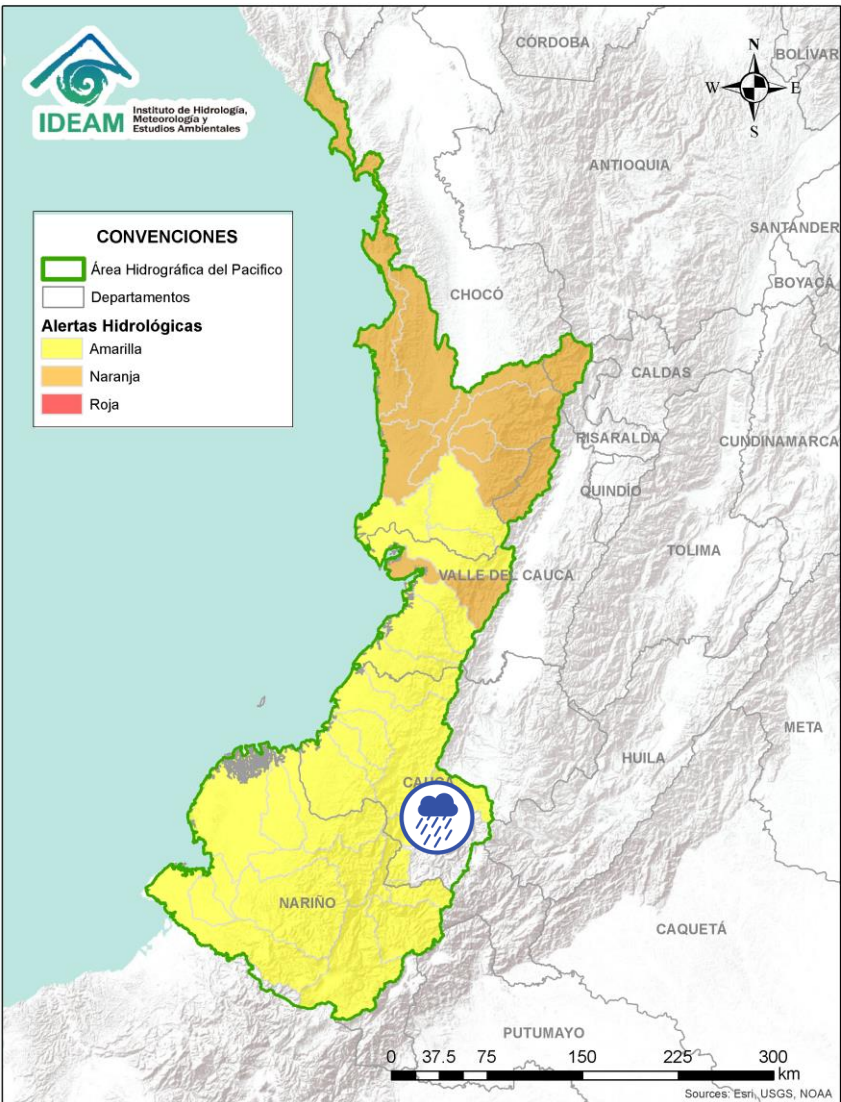 IDEAM
Instituto de Hidrología,
Meteorología y
Estudios Ambientales
N
W
E
S
CÓRDOBA
BOLIVAR
ANTIOQUIA
SANTANDER
BOYACÁ
CHOCÓ
CALDAS
RISARALDA
CUNDINAMARCA
QUINDÍO
TOLIMA
VALLE DEL CAUCA
META
HUILA
CAUCA
NARIÑO
CAQUETÁ
PUTUMAYO
CONVENCIONES
Área Hidrográfica del Pacifico
Departamentos
Alertas Hidrológicas
Amarilla
Naranja
Roja
0 37.5 75 150 225 300
km
Sources: Esri, USGS, NOAA